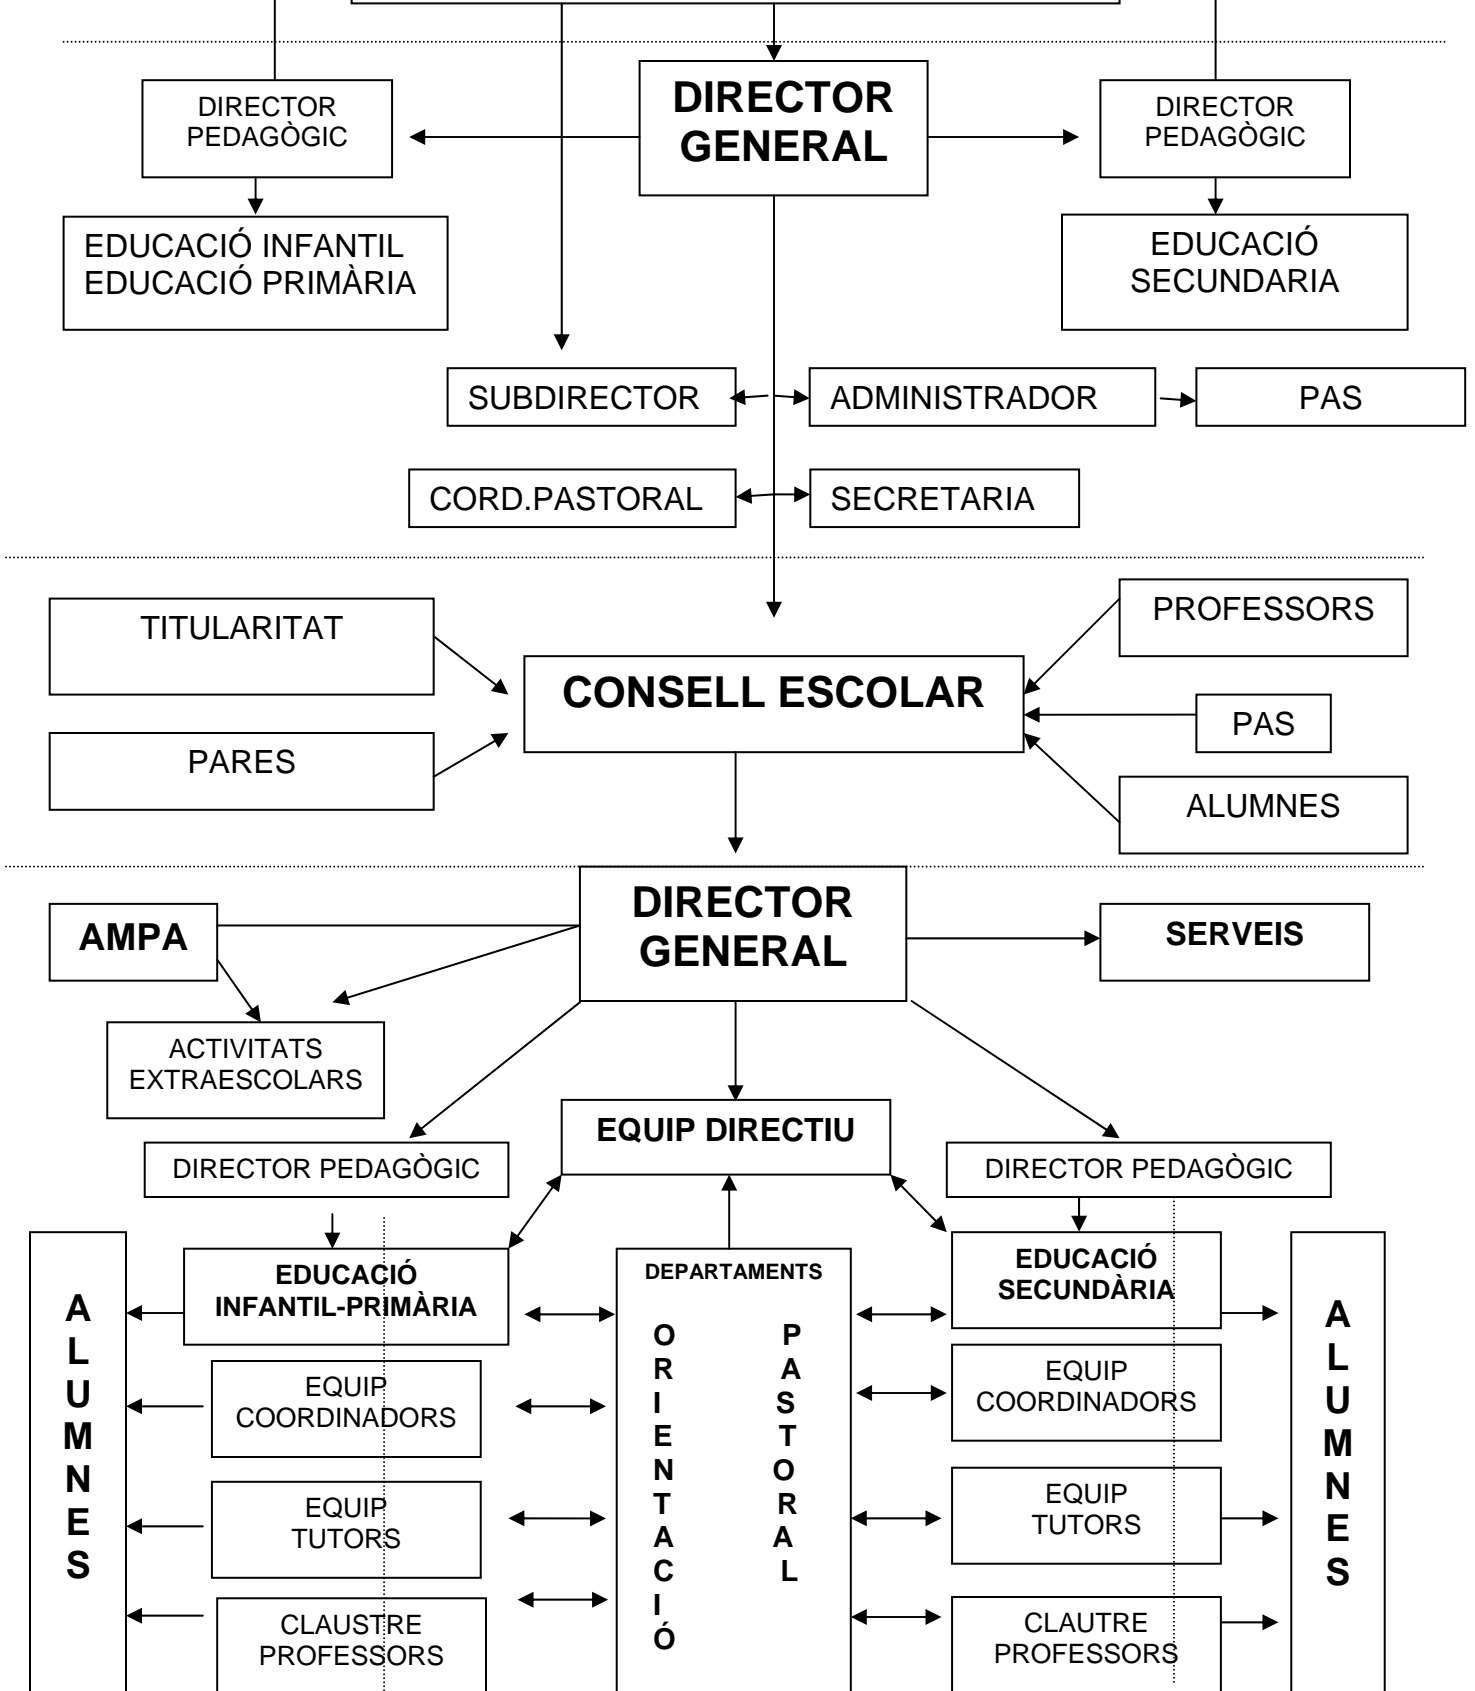 DIRECTOR
PEDAGÒGIC
DIRECTOR
GENERAL
DIRECTOR
PEDAGÒGIC
EDUCACIÓ INFANTIL
EDUCACIÓ PRIMÀRIA
EDUCACIÓ
SECUNDARIA
SUBDIRECTOR
ADMINISTRADOR
PAS
CORD.PASTORAL
SECRETARIA
TITULARITAT
PROFESSORS
CONSELL ESCOLAR
PAS
PARES
ALUMNES
DIRECTOR
GENERAL
AMPA
SERVEIS
ACTIVITATS
EXTRAESCOLARS
EQUIP DIRECTIU
DIRECTOR PEDAGÒGIC
DIRECTOR PEDAGÒGIC
ALUMNES
EDUCACIÓ
INFANTIL-PRIMÀRIA
DEPARTAMENTS
ORIENTACIÓ
PASTORAL
EDUCACIÓ
SECUNDÀRIA
ALUMNES
EQUIP
COORDINADORS
EQUIP
COORDINADORS
EQUIP
TUTORS
EQUIP
TUTORS
CLAUSTRE
PROFESSORS
CLAUTRE
PROFESSORS